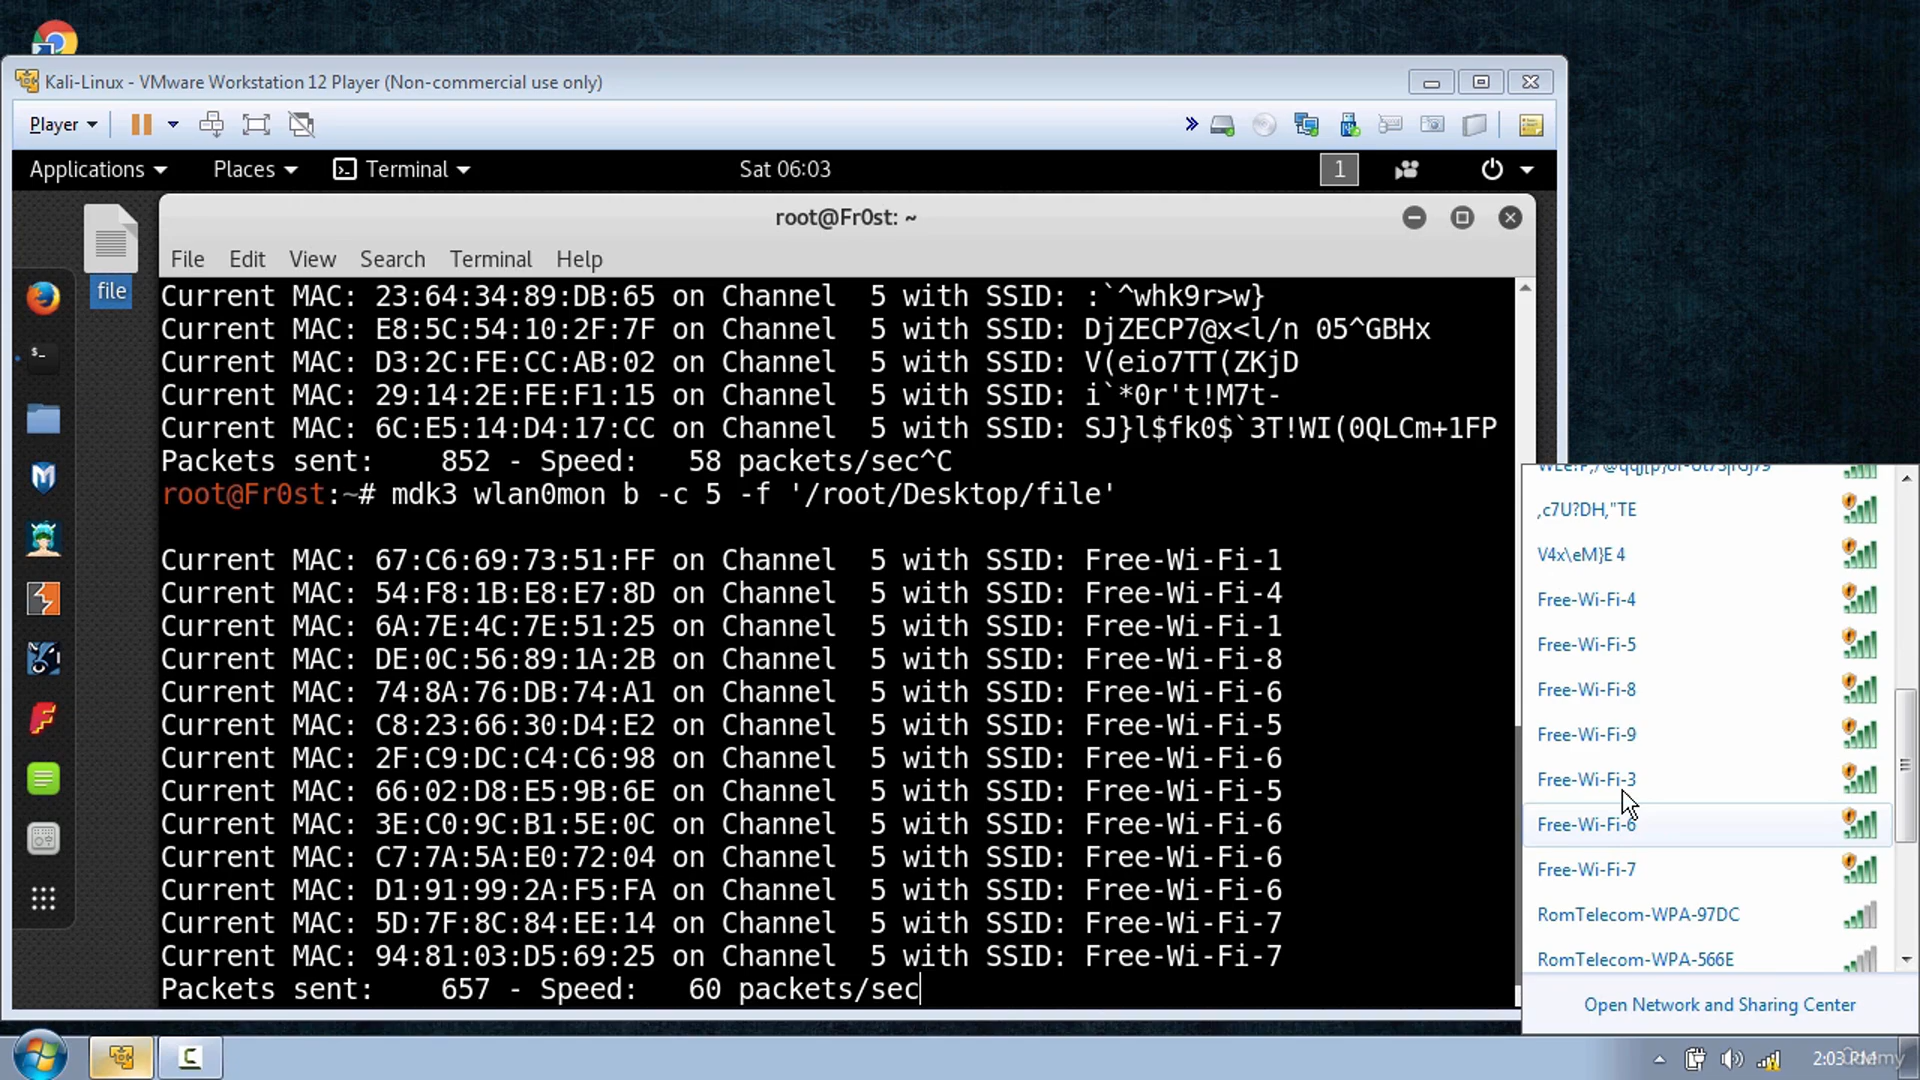 Kali-Linux - VMware Workstation 12 Player (Non-commercial use only)
Player
Applications
Places
Terminal
Sat 06:03
1
file
root@Fr0st: ~
File Edit View Search Terminal Help
Current MAC: 23:64:34:89:DB:65 on Channel  5 with SSID: :`^whk9r>w}
Current MAC: E8:5C:54:10:2F:7F on Channel  5 with SSID: DjZECP7@x<l/n 05^GBHx
Current MAC: D3:2C:FE:CC:AB:02 on Channel  5 with SSID: V(eio7TT(ZKjD
Current MAC: 29:14:2E:FE:F1:15 on Channel  5 with SSID: i`*0r't!M7t-
Current MAC: 6C:E5:14:D4:17:CC on Channel  5 with SSID: SJ}l$fk0$`3T!WI(0QLCm+1FP
Packets sent:    852 - Speed:   58 packets/sec^C
root@Fr0st:~# mdk3 wlan0mon b -c 5 -f '/root/Desktop/file'
Current MAC: 67:C6:69:73:51:FF on Channel  5 with SSID: Free-Wi-Fi-1
Current MAC: 54:F8:1B:E8:E7:8D on Channel  5 with SSID: Free-Wi-Fi-4
Current MAC: 6A:7E:4C:7E:51:25 on Channel  5 with SSID: Free-Wi-Fi-1
Current MAC: DE:0C:56:89:1A:2B on Channel  5 with SSID: Free-Wi-Fi-8
Current MAC: 74:8A:76:DB:74:A1 on Channel  5 with SSID: Free-Wi-Fi-6
Current MAC: C8:23:66:30:D4:E2 on Channel  5 with SSID: Free-Wi-Fi-5
Current MAC: 2F:C9:DC:C4:C6:98 on Channel  5 with SSID: Free-Wi-Fi-6
Current MAC: 66:02:D8:E5:9B:6E on Channel  5 with SSID: Free-Wi-Fi-5
Current MAC: 3E:C0:9C:B1:5E:0C on Channel  5 with SSID: Free-Wi-Fi-6
Current MAC: C7:7A:5A:E0:72:04 on Channel  5 with SSID: Free-Wi-Fi-6
Current MAC: D1:91:99:2A:F5:FA on Channel  5 with SSID: Free-Wi-Fi-6
Current MAC: 5D:7F:8C:84:EE:14 on Channel  5 with SSID: Free-Wi-Fi-7
Current MAC: 94:81:03:D5:69:25 on Channel  5 with SSID: Free-Wi-Fi-7
Packets sent:    657 - Speed:   60 packets/sec
,c7U?DH,"TE
V4x\eM}E 4
Free-Wi-Fi-4
Free-Wi-Fi-5
Free-Wi-Fi-8
Free-Wi-Fi-9
Free-Wi-Fi-3
Free-Wi-Fi-6
Free-Wi-Fi-7
RomTelecom-WPA-97DC
RomTelecom-WPA-566E
Open Network and Sharing Center
2:03 PM
Udemy